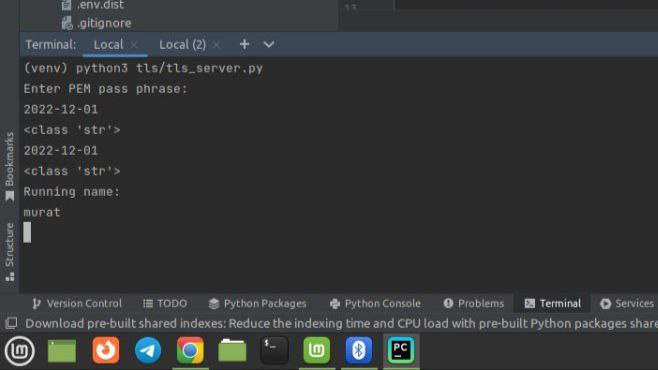 .env.dist
.gitignore
Terminal: Local × Local (2) × +
(venv) python3 tls/tls_server.py
Enter PEM pass phrase:
2022-12-01
<class 'str'>
2022-12-01
<class 'str'>
Running name:
murat
Bookmarks
Structure
Version Control TODO Python Packages Python Console Problems Terminal Services
Download pre-built shared indexes: Reduce the indexing time and CPU load with pre-built Python packages share
$_
PC